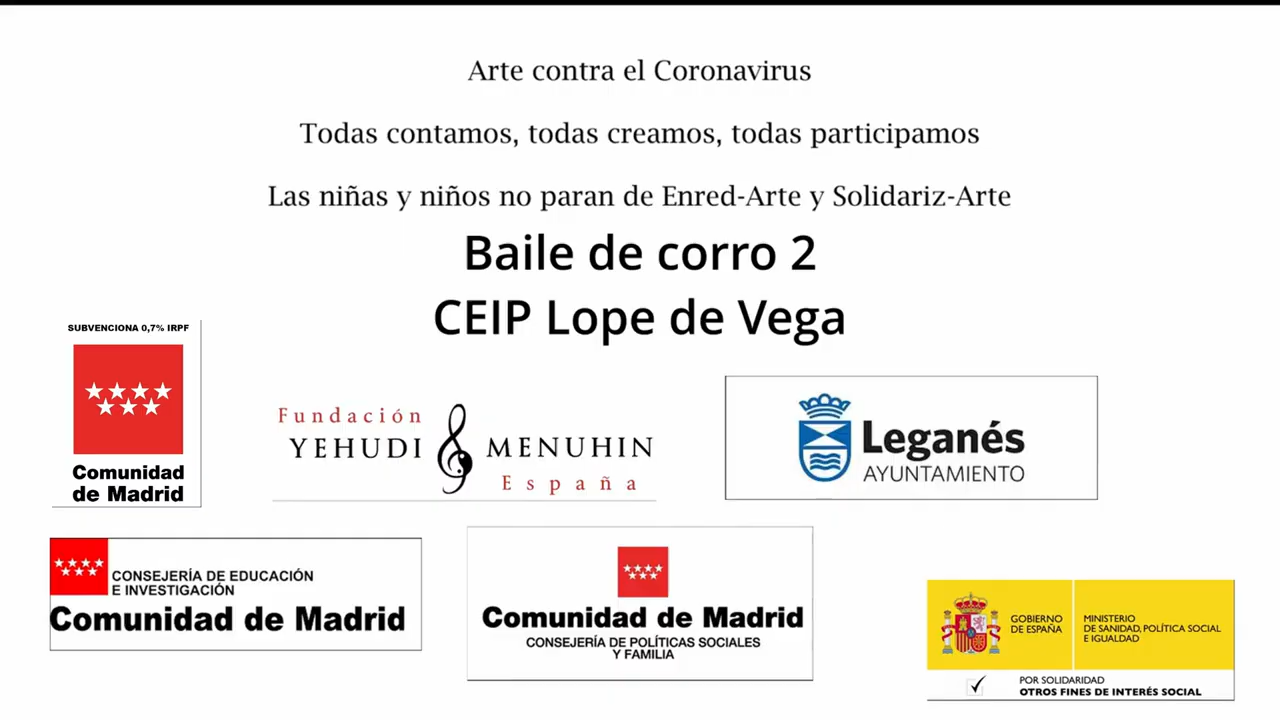 Arte contra el Coronavirus
Todas contamos, todas creamos, todas participamos
Las niñas y niños no paran de Enred-Arte y Solidariz-Arte
Baile de corro 2
CEIP Lope de Vega
SUBVENCIONA 0,7% IRPF
Comunidad
de Madrid
Fundación
YEHUDI MENUHIN
España
Leganés
AYUNTAMIENTO
CONSEJERÍA DE EDUCACIÓN
E INVESTIGACIÓN
Comunidad de Madrid
Comunidad de Madrid
CONSEJERÍA DE POLÍTICAS SOCIALES
Y FAMILIA
GOBIERNO
DE ESPAÑA
MINISTERIO
DE SANIDAD, POLÍTICA SOCIAL
E IGUALDAD
POR SOLIDARIDAD
OTROS FINES DE INTERÉS SOCIAL